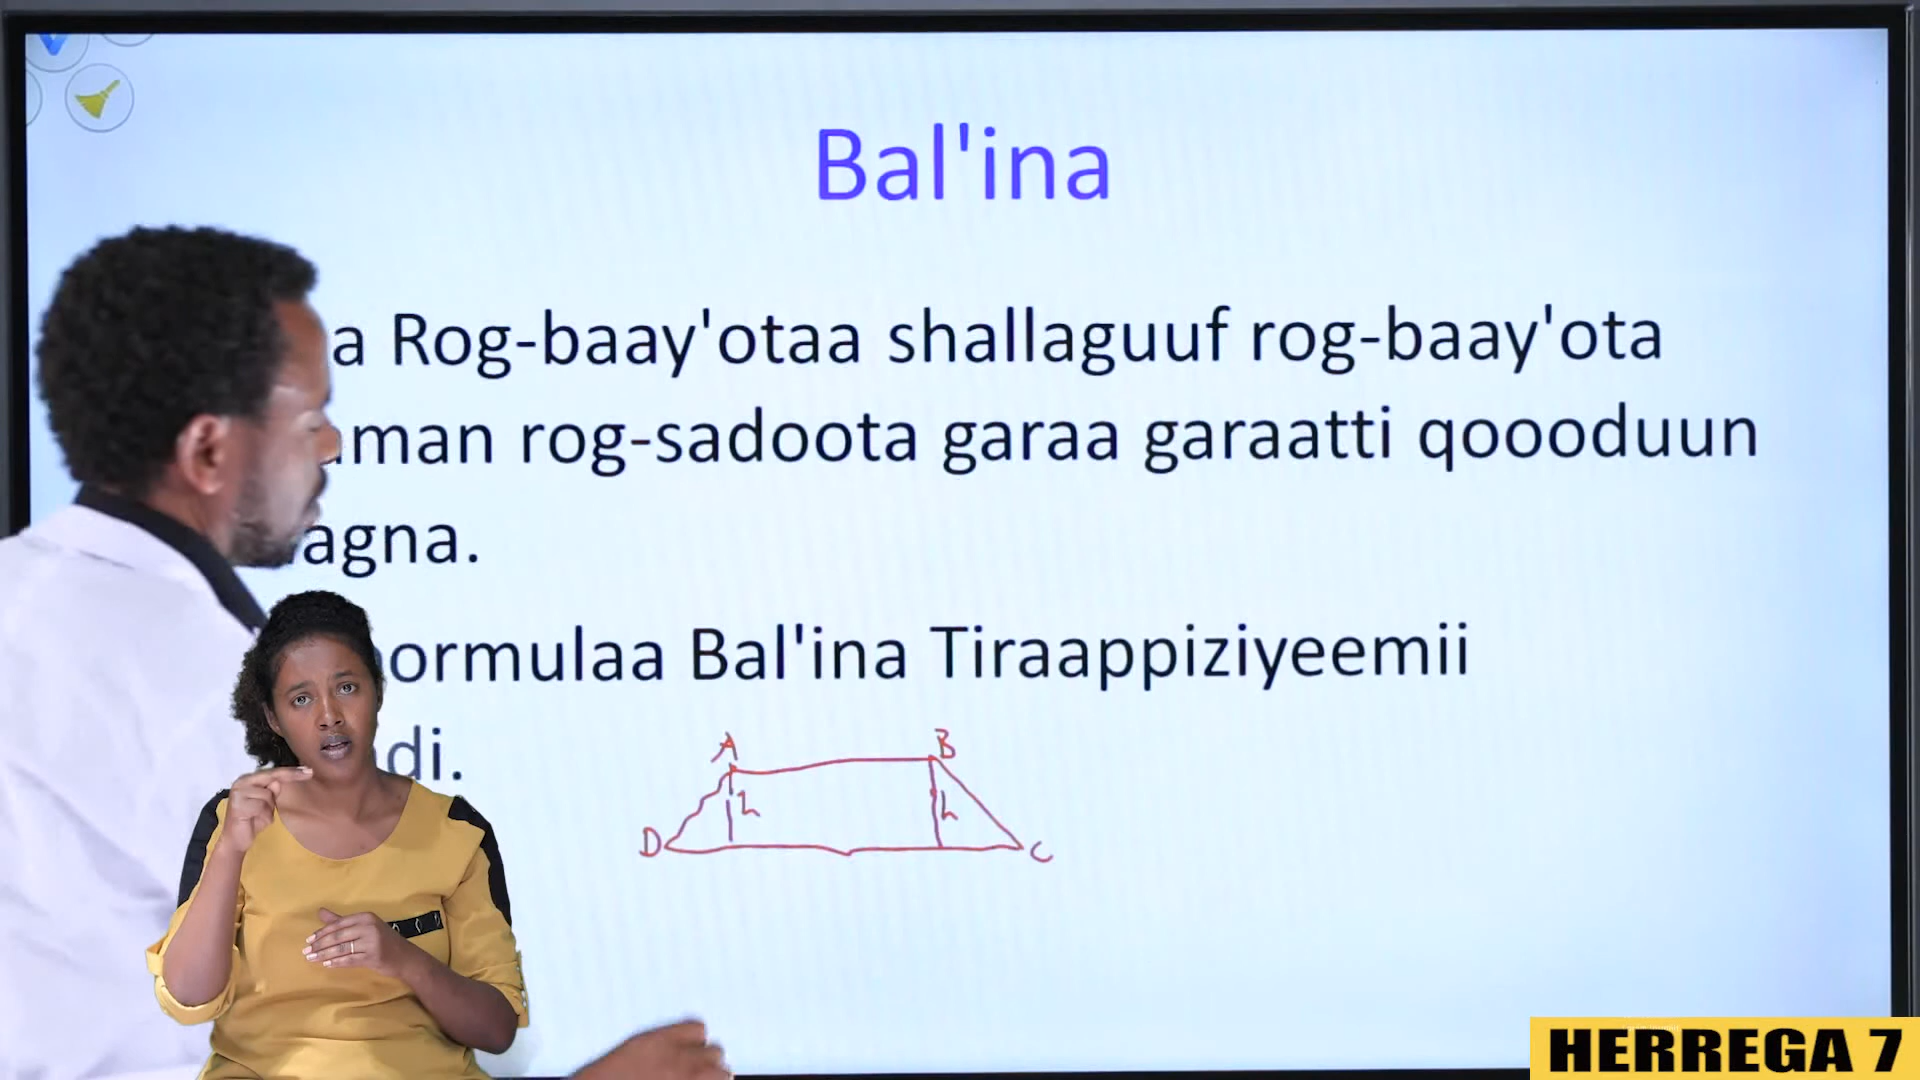 Bal'ina
a Rog-baay'otaa shallaguuf rog-baay'ota
man rog-sadoota garaa garaatti qoooduun
agna.
ormulaa Bal'ina Tiraappiziyeemii
di.
A B
h h
D C
HERREGA 7